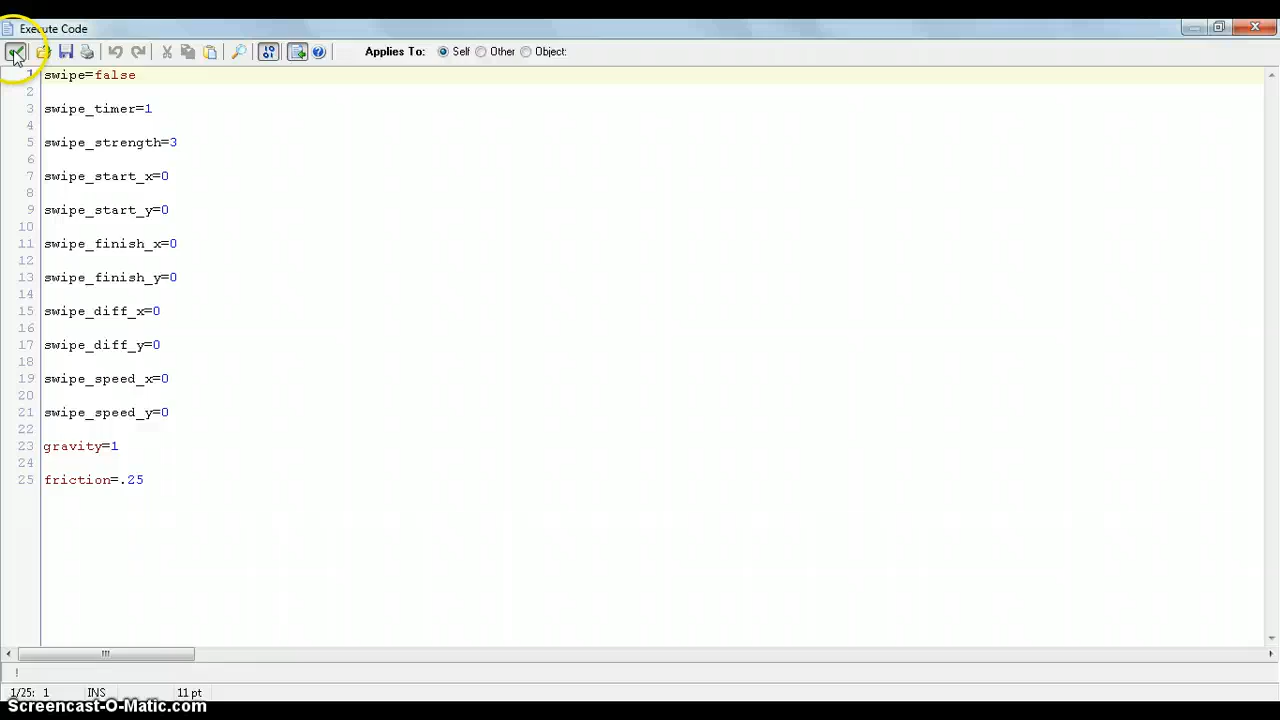 Execute Code
Applies To: Self Other Object:
1 swipe=false
2
3 swipe_timer=1
4
5 swipe_strength=3
6
7 swipe_start_x=0
8
9 swipe_start_y=0
10
11 swipe_finish_x=0
12
13 swipe_finish_y=0
14
15 swipe_diff_x=0
16
17 swipe_diff_y=0
18
19 swipe_speed_x=0
20
21 swipe_speed_y=0
22
23 gravity=1
24
25 friction=.25
!
1/25: 1 INS 11 pt
Screencast-O-Matic.com